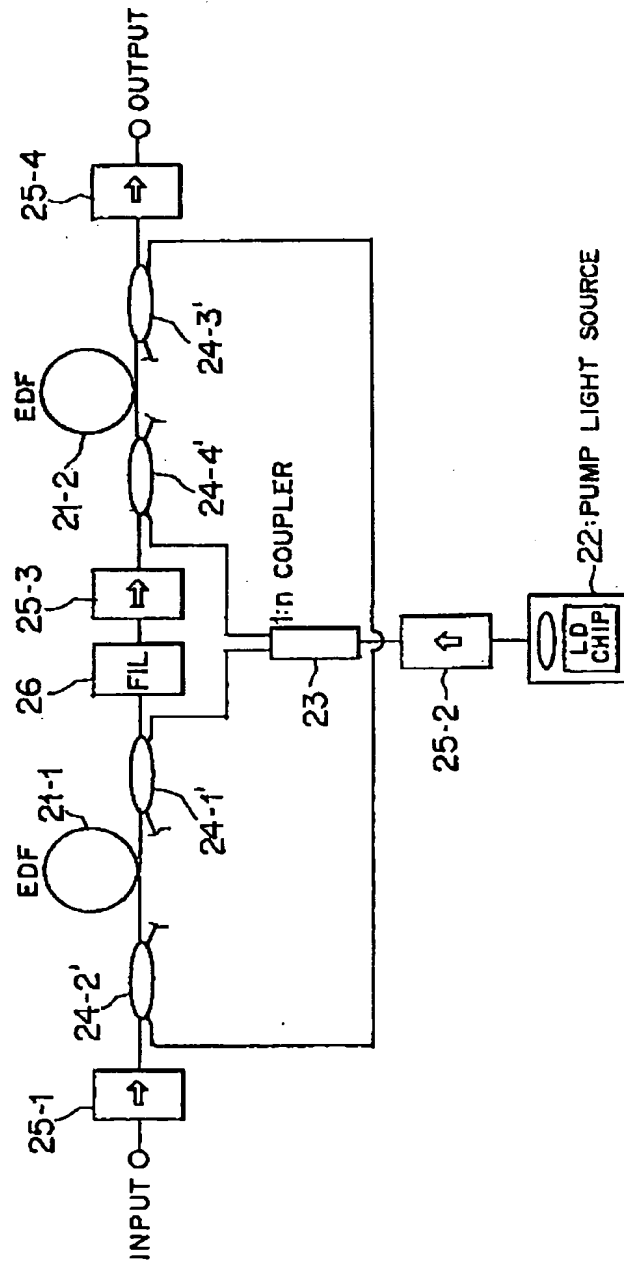 INPUT
25-1
24-2'
EDF
21-1
24-1'
26
FIL
25-3
24-4'
EDF
21-2
24-3'
25-4
OUTPUT
1:n COUPLER
23
25-2
22:PUMP LIGHT SOURCE
LD
CHIP